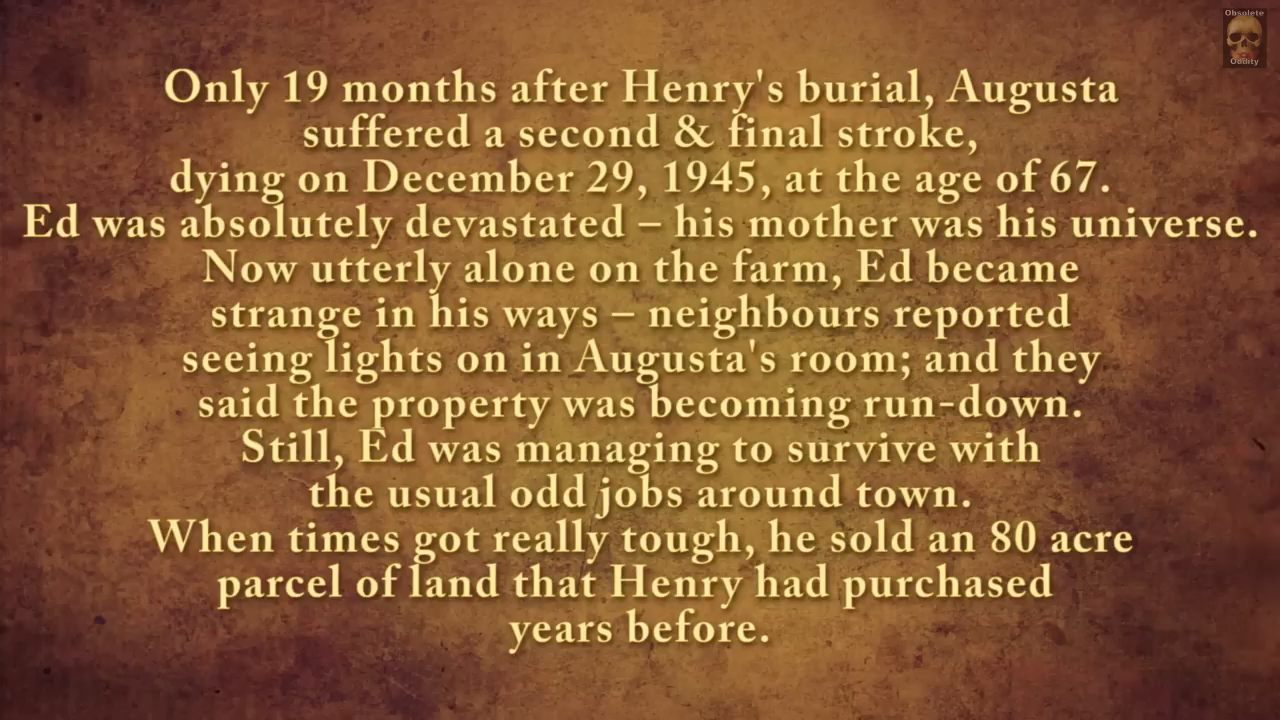 Obsolete
Oddity
Only 19 months after Henry's burial, Augusta
suffered a second & final stroke,
dying on December 29, 1945, at the age of 67.
Ed was absolutely devastated – his mother was his universe.
Now utterly alone on the farm, Ed became
strange in his ways – neighbours reported
seeing lights on in Augusta's room; and they
said the property was becoming run-down.
Still, Ed was managing to survive with
the usual odd jobs around town.
When times got really tough, he sold an 80 acre
parcel of land that Henry had purchased
years before.